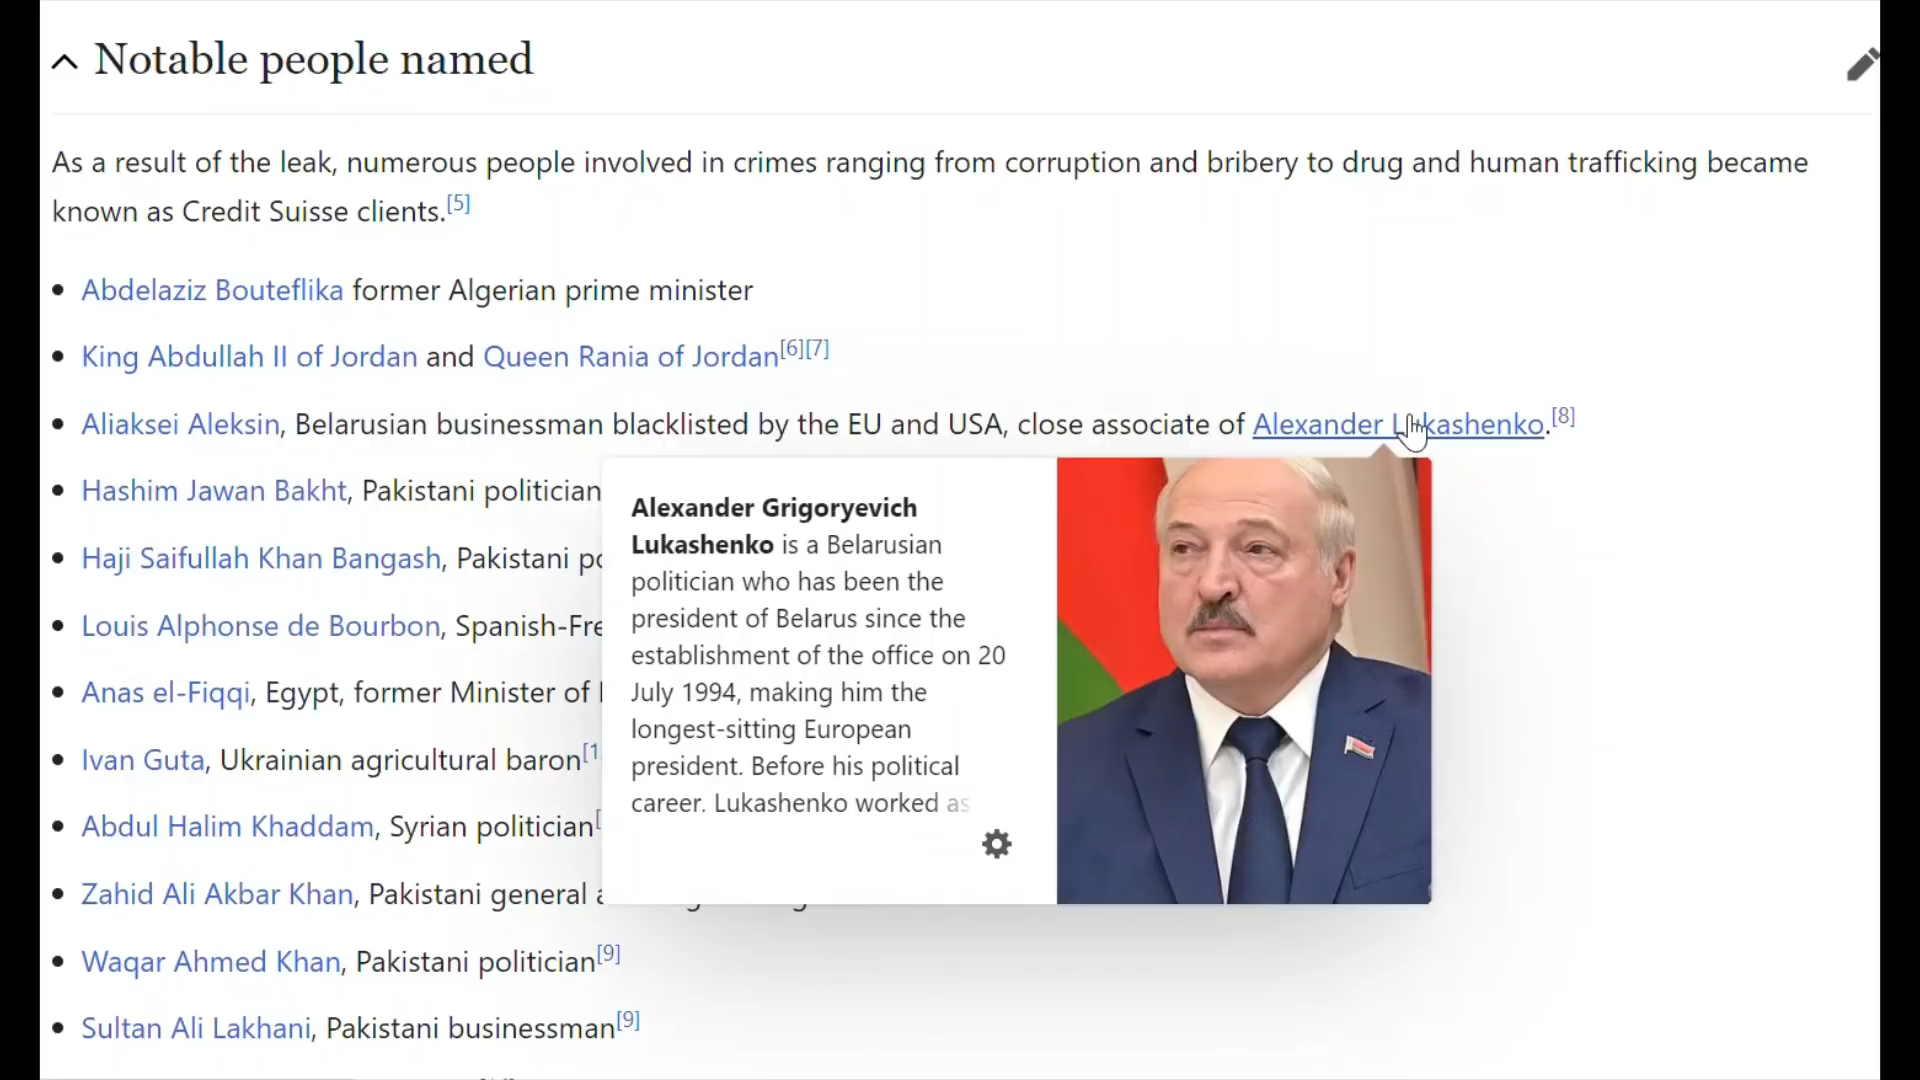 Notable people named
As a result of the leak, numerous people involved in crimes ranging from corruption and bribery to drug and human trafficking became
known as Credit Suisse clients.[5]
Abdelaziz Bouteflika former Algerian prime minister
King Abdullah II of Jordan and Queen Rania of Jordan[6][7]
Aliaksei Aleksin, Belarusian businessman blacklisted by the EU and USA, close associate of Alexander Lukashenko.[8]
Hashim Jawan Bakht, Pakistani politician
Haji Saifullah Khan Bangash, Pakistani
Louis Alphonse de Bourbon, Spanish-Fre
Anas el-Fiqqi, Egypt, former Minister of
Ivan Guta, Ukrainian agricultural baron[1
Abdul Halim Khaddam, Syrian politician[
Zahid Ali Akbar Khan, Pakistani general
Waqar Ahmed Khan, Pakistani politician[9]
Sultan Ali Lakhani, Pakistani businessman[9]
Alexander Grigoryevich
Lukashenko is a Belarusian
politician who has been the
president of Belarus since the
establishment of the office on 20
July 1994, making him the
longest-sitting European
president. Before his political
career. Lukashenko worked as